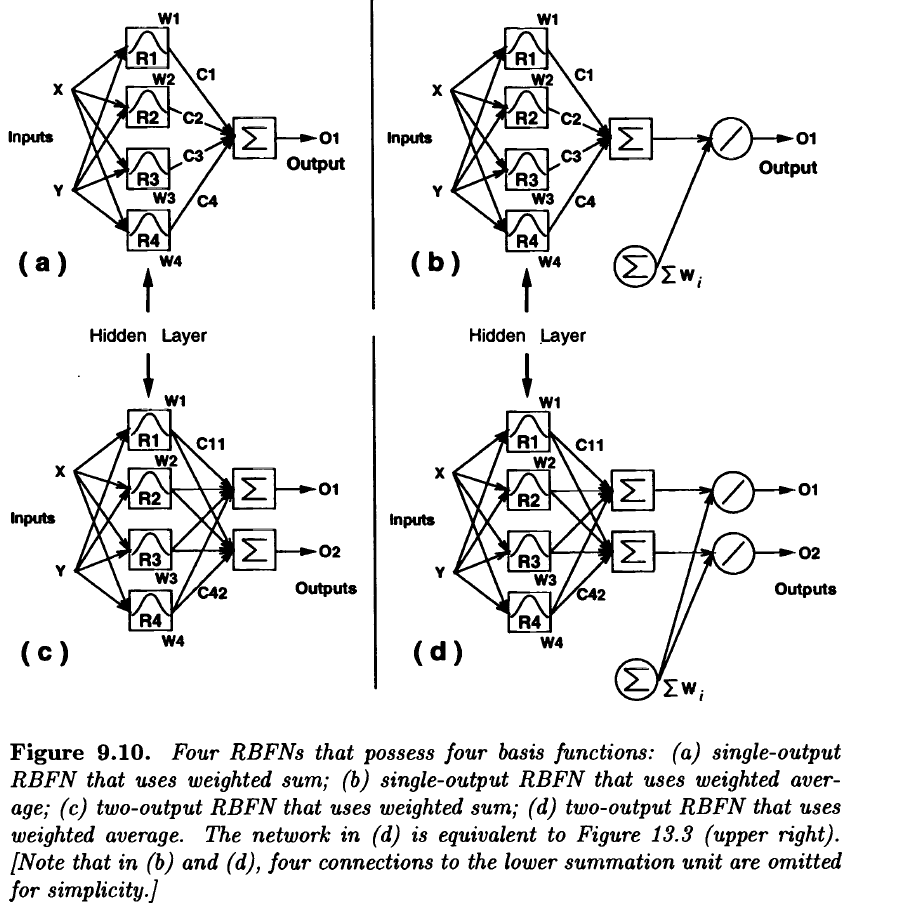 W1
R1
X
W2
C1
R2
C2
Inputs
Σ
O1
C3
Output
R3
Y
W3
C4
R4
(a)
W4
W1
R1
X
W2
C1
R2
C2
Inputs
Σ
O1
C3
Output
R3
Y
W3
C4
R4
(b)
W4
Σ
ΣWi
Hidden Layer
Hidden Layer
W1
R1
C11
X
W2
R2
Σ
O1
Inputs
R3
Σ
O2
Y
W3
Outputs
C42
R4
(c)
W4
W1
R1
C11
X
W2
R2
Σ
O1
Inputs
R3
Σ
O2
Y
W3
Outputs
C42
R4
(d)
W4
Σ
ΣWi
Figure 9.10. Four RBFNs that possess four basis functions: (a) single-output
RBFN that uses weighted sum; (b) single-output RBFN that uses weighted aver-
age; (c) two-output RBFN that uses weighted sum; (d) two-output RBFN that uses
weighted average. The network in (d) is equivalent to Figure 13.3 (upper right).
[Note that in (b) and (d), four connections to the lower summation unit are omitted
for simplicity.]